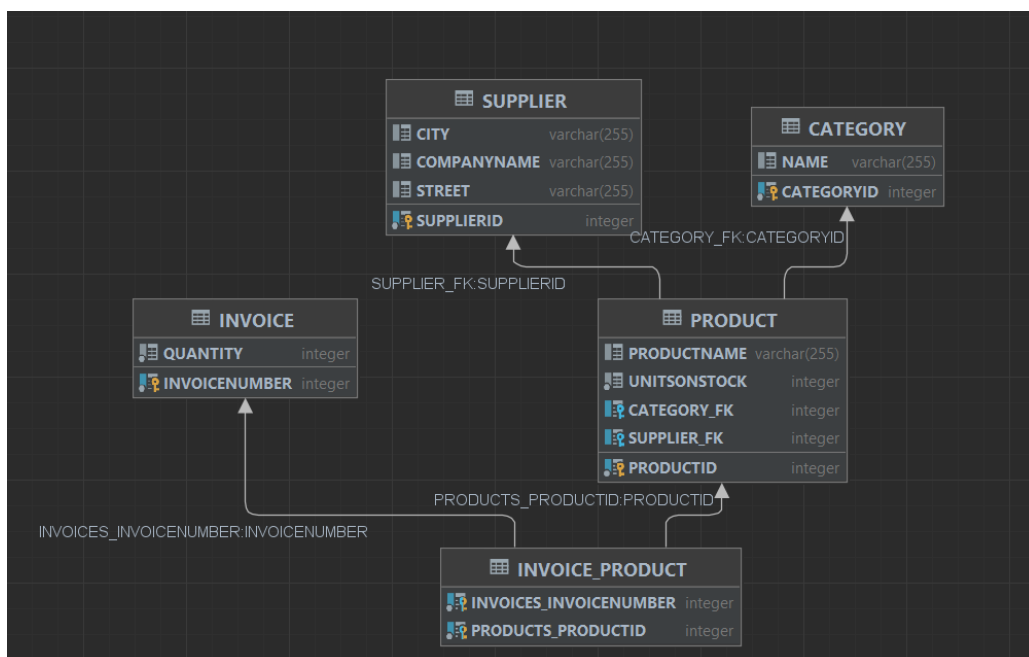 SUPPLIER
CITY varchar(255)
COMPANYNAME varchar(255)
STREET varchar(255)
SUPPLIERID integer
CATEGORY
NAME varchar(255)
CATEGORYID integer
CATEGORY_FK:CATEGORYID
SUPPLIER_FK:SUPPLIERID
INVOICE
QUANTITY integer
INVOICENUMBER integer
PRODUCT
PRODUCTNAME varchar(255)
UNITSONSTOCK integer
CATEGORY_FK integer
SUPPLIER_FK integer
PRODUCTID integer
PRODUCTS_PRODUCTID:PRODUCTID
INVOICES_INVOICENUMBER:INVOICENUMBER
INVOICE_PRODUCT
INVOICES_INVOICENUMBER integer
PRODUCTS_PRODUCTID integer